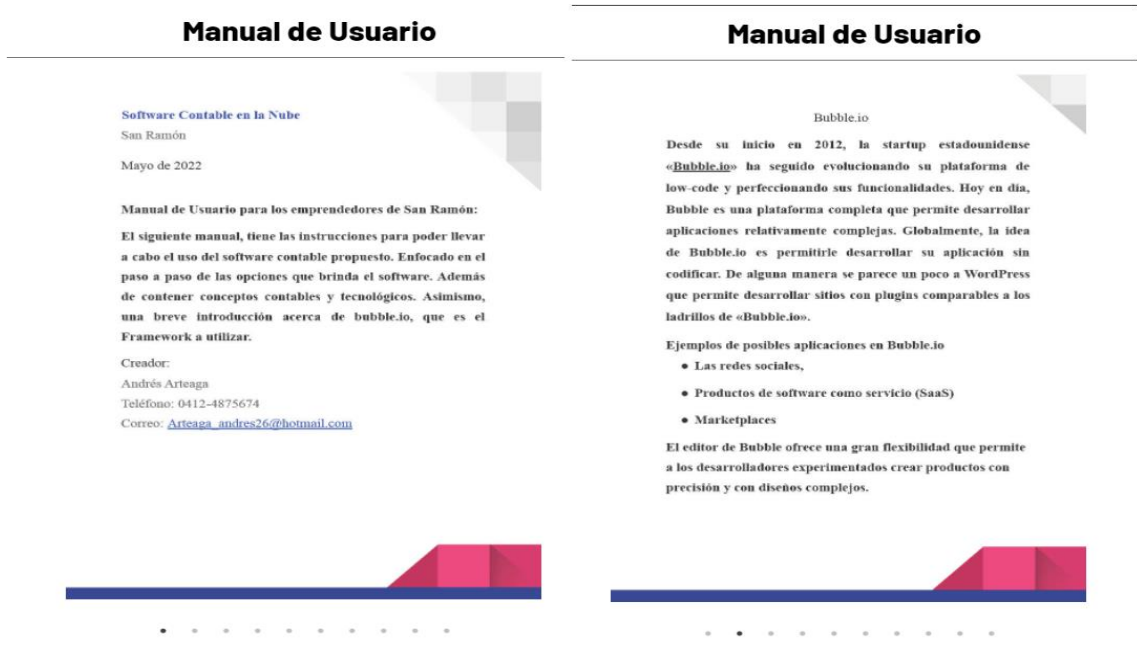 Manual de Usuario
Software Contable en la Nube
San Ramón
Mayo de 2022
Manual de Usuario para los emprendedores de San Ramón:
El siguiente manual, tiene las instrucciones para poder llevar
a cabo el uso del software contable propuesto. Enfocado en el
paso a paso de las opciones que brinda el software. Además
de contener conceptos contables y tecnológicos. Asimismo,
una breve introducción acerca de bubble.io, que es el
Framework a utilizar.
Creador:
Andrés Arteaga
Teléfono: 0412-4875674
Correo: Arteaga_andres26@hotmail.com
Manual de Usuario
Bubble.io
Desde su inicio en 2012, la startup estadounidense
«Bubble.io» ha seguido evolucionando su plataforma de
low-code y perfeccionando sus funcionalidades. Hoy en día,
Bubble es una plataforma completa que permite desarrollar
aplicaciones relativamente complejas. Globalmente, la idea
de Bubble.io es permitirle desarrollar su aplicación sin
codificar. De alguna manera se parece un poco a WordPress
que permite desarrollar sitios con plugins comparables a los
ladrillos de «Bubble.io».
Ejemplos de posibles aplicaciones en Bubble.io
● Las redes sociales,
● Productos de software como servicio (SaaS)
● Marketplaces
El editor de Bubble ofrece una gran flexibilidad que permite
a los desarrolladores experimentados crear productos con
precisión y con diseños complejos.